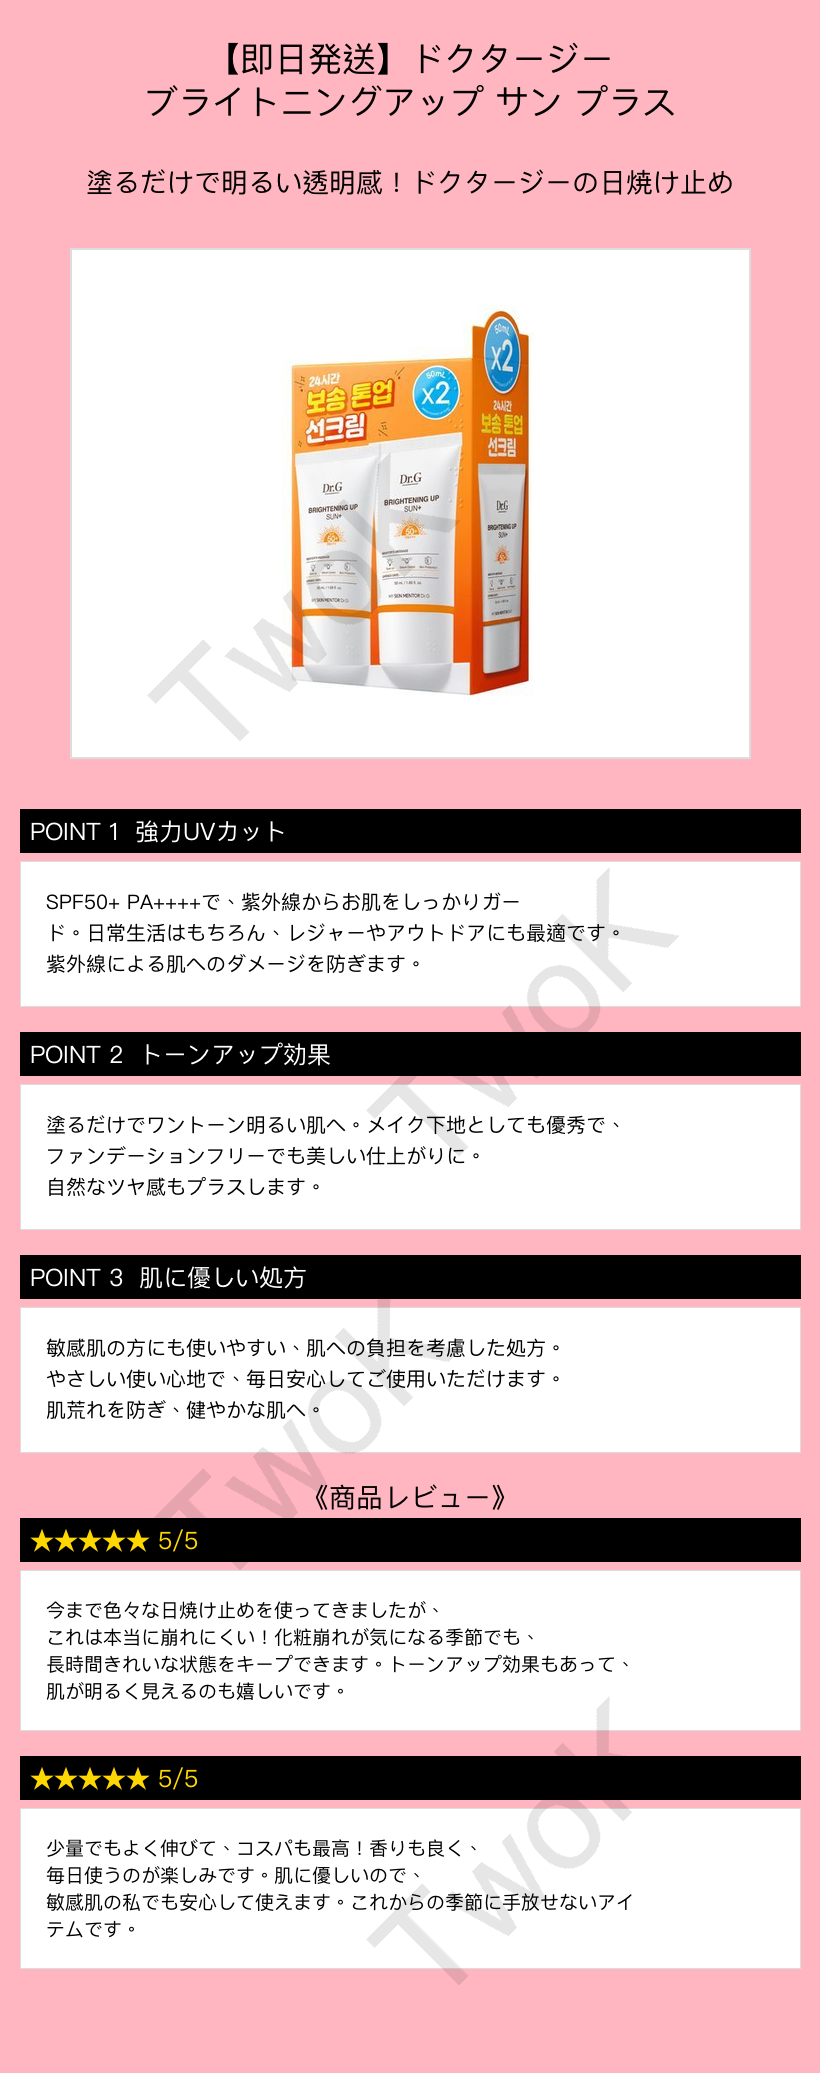 【即日発送】ドクタージー
ブライトニングアップ サン プラス
塗るだけで明るい透明感！ドクタージーの日焼け止め
24시간
보송 톤업
선크림
50mL
x2
50mL
x2
24시간
보송 톤업
선크림
Dr.G
BRIGHTENING UP
SUN+
50+
Dr.G
BRIGHTENING UP
SUN+
50+
Dr.G
BRIGHTENING UP
SUN+
MY SKIN MENTOR Dr.G
MY SKIN MENTOR Dr.G
TwoK
POINT 1 強力UVカット
SPF50+ PA++++で、紫外線からお肌をしっかりガー
ド。日常生活はもちろん、レジャーやアウトドアにも最適です。
紫外線による肌へのダメージを防ぎます。
TwoK
POINT 2 トーンアップ効果
塗るだけでワントーン明るい肌へ。メイク下地としても優秀で、
ファンデーションフリーでも美しい仕上がりに。
自然なツヤ感もプラスします。
POINT 3 肌に優しい処方
敏感肌の方にも使いやすい、肌への負担を考慮した処方。
やさしい使い心地で、毎日安心してご使用いただけます。
肌荒れを防ぎ、健やかな肌へ。
TwoK
《商品レビュー》
★★★★★ 5/5
今まで色々な日焼け止めを使ってきましたが、
これは本当に崩れにくい！化粧崩れが気になる季節でも、
長時間きれいな状態をキープできます。トーンアップ効果もあって、
肌が明るく見えるのも嬉しいです。
★★★★★ 5/5
少量でもよく伸びて、コスパも最高！香りも良く、
毎日使うのが楽しみです。肌に優しいので、
敏感肌の私でも安心して使えます。これからの季節に手放せないアイ
テムです。
TwoK